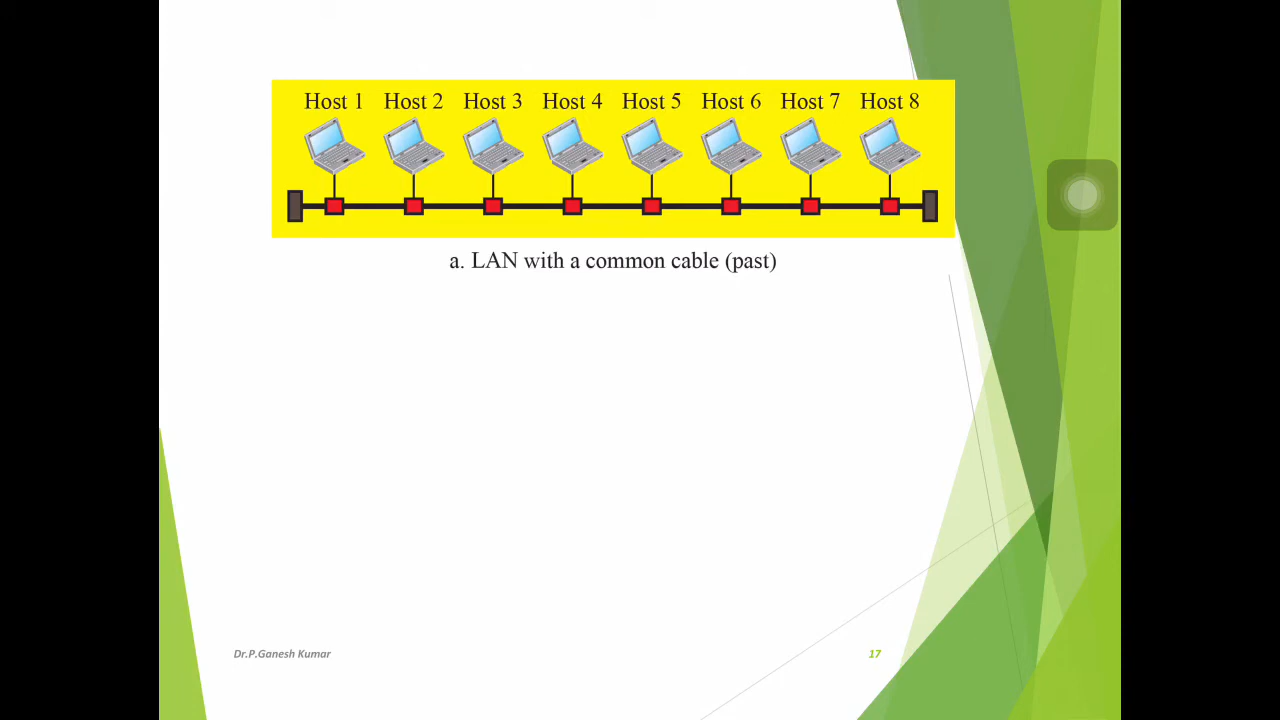 Host 1 Host 2 Host 3 Host 4 Host 5 Host 6 Host 7 Host 8
a. LAN with a common cable (past)
Dr.P.Ganesh Kumar 17